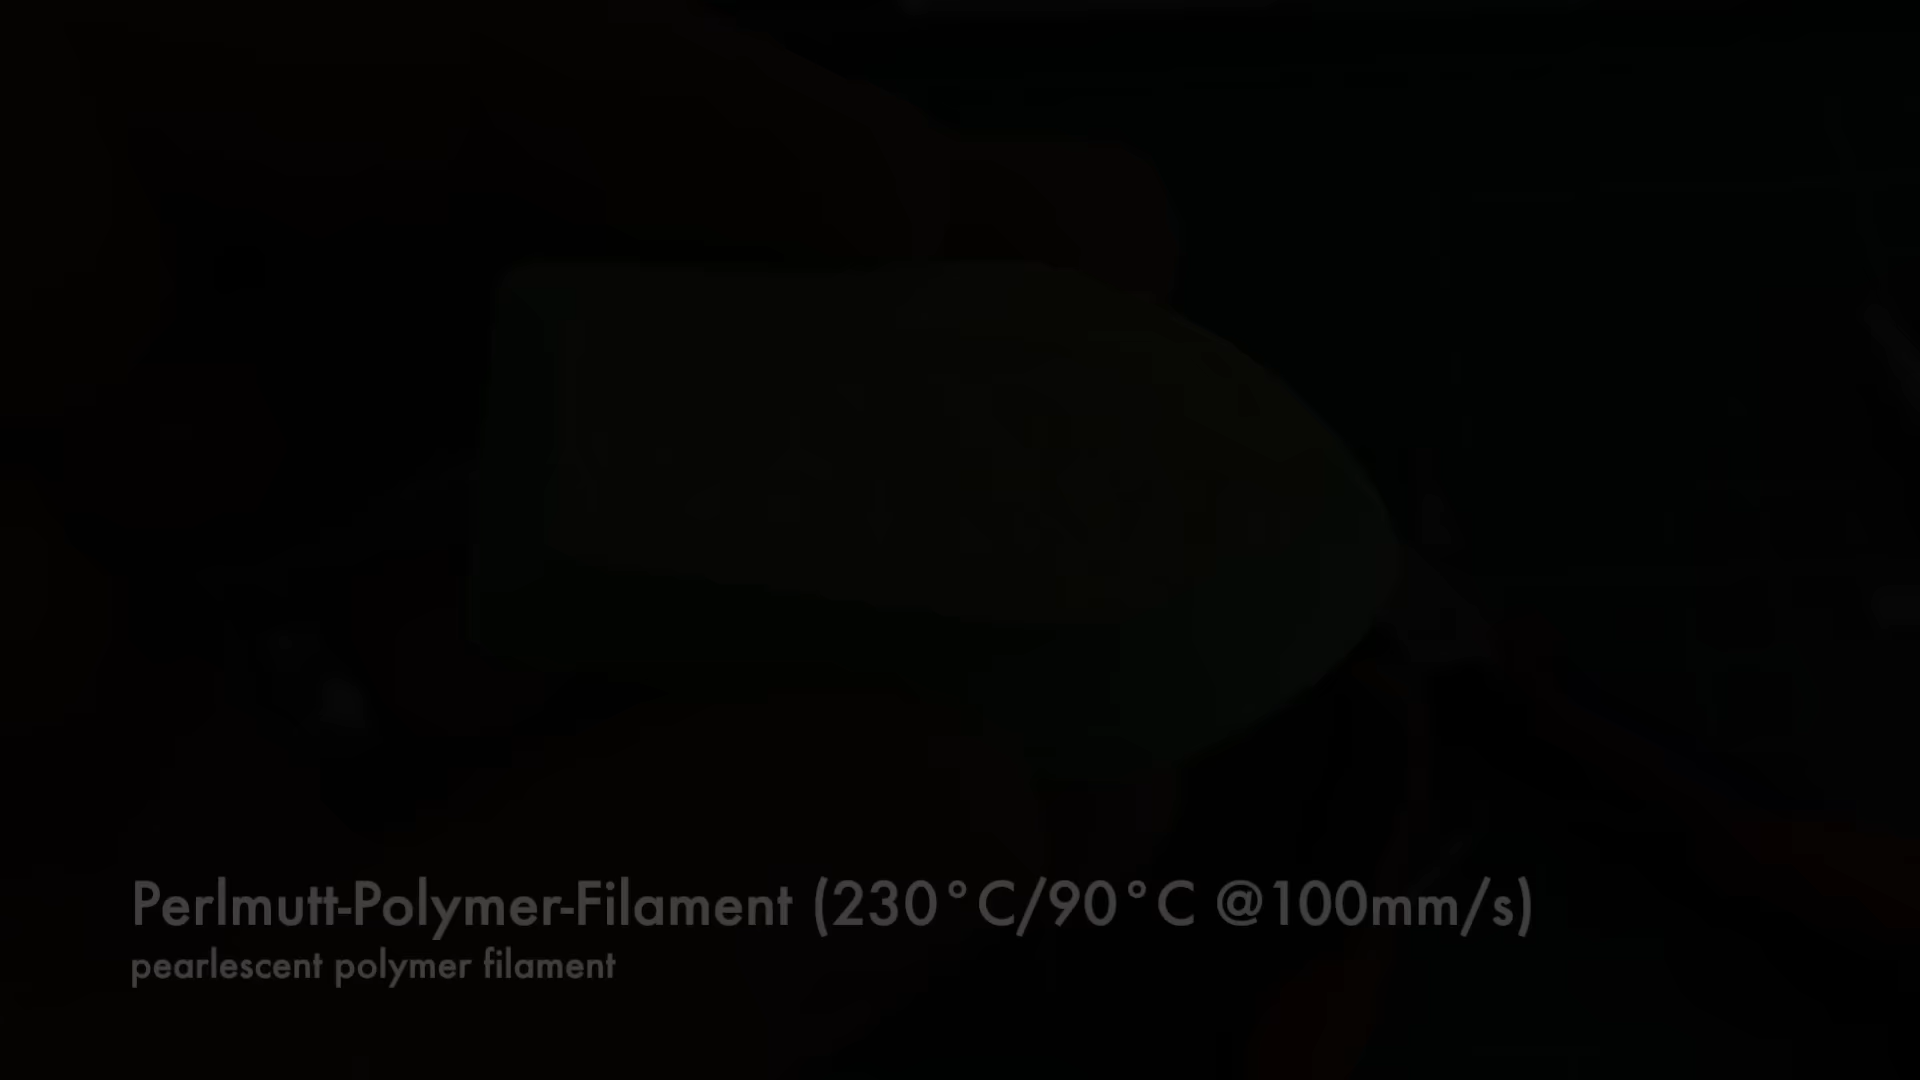 Perlmutt-Polymer-Filament (230°C/90°C @100mm/s)
pearlescent polymer filament